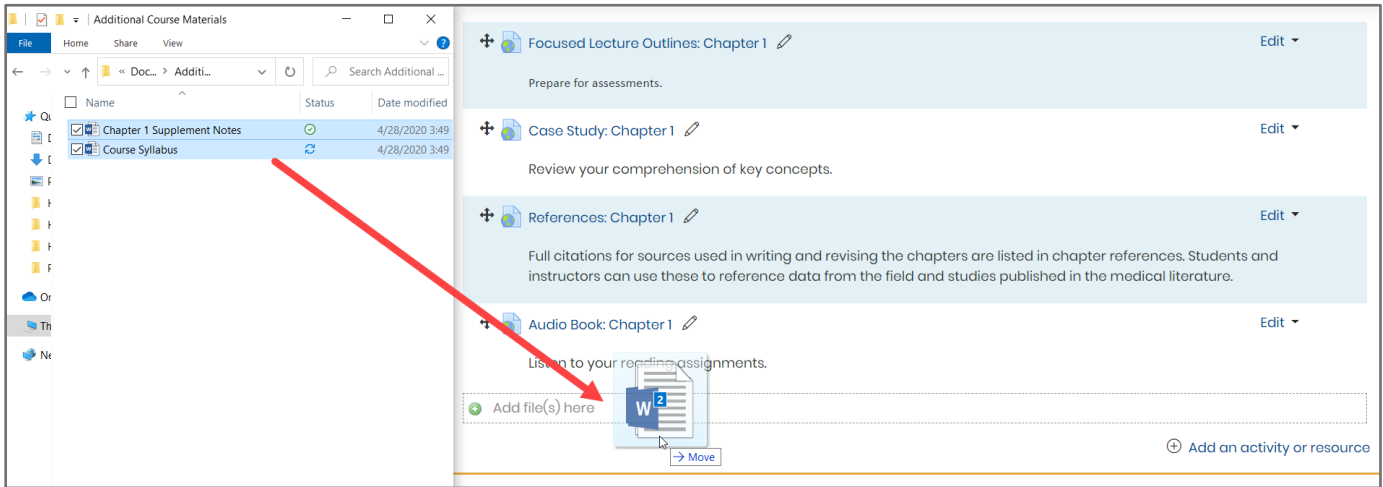 Additional Course Materials
File Home Share View
« Doc... > Additi... Search Additional ...
Name Status Date modified
Chapter 1 Supplement Notes 4/28/2020 3:49
Course Syllabus 4/28/2020 3:49
Focused Lecture Outlines: Chapter 1 Edit
Prepare for assessments.
Case Study: Chapter 1 Edit
Review your comprehension of key concepts.
References: Chapter 1 Edit
Full citations for sources used in writing and revising the chapters are listed in chapter references. Students and
instructors can use these to reference data from the field and studies published in the medical literature.
Audio Book: Chapter 1 Edit
Listen to your reading assignments.
Add file(s) here
W 2
Move
Add an activity or resource